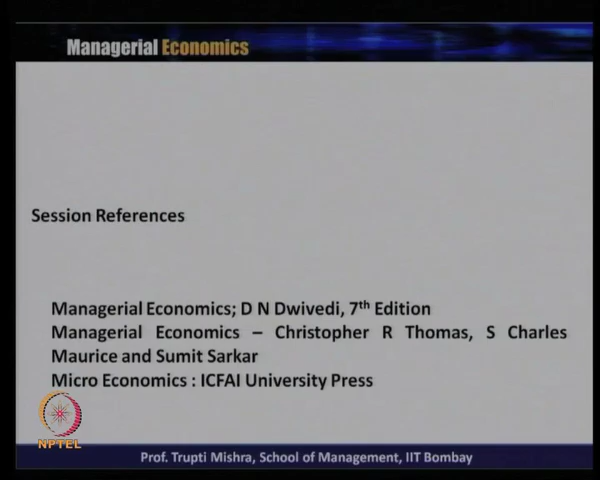 Managerial Economics
Session References
Managerial Economics; D N Dwivedi, 7th Edition
Managerial Economics – Christopher R Thomas, S Charles
Maurice and Sumit Sarkar
Micro Economics : ICFAI University Press
NPTEL
Prof. Trupti Mishra, School of Management, IIT Bombay